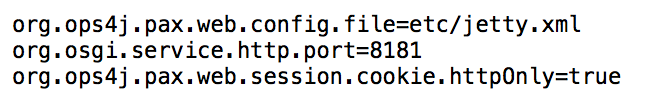 org.ops4j.pax.web.config.file=etc/jetty.xml
org.osgi.service.http.port=8181
org.ops4j.pax.web.session.cookie.httpOnly=true